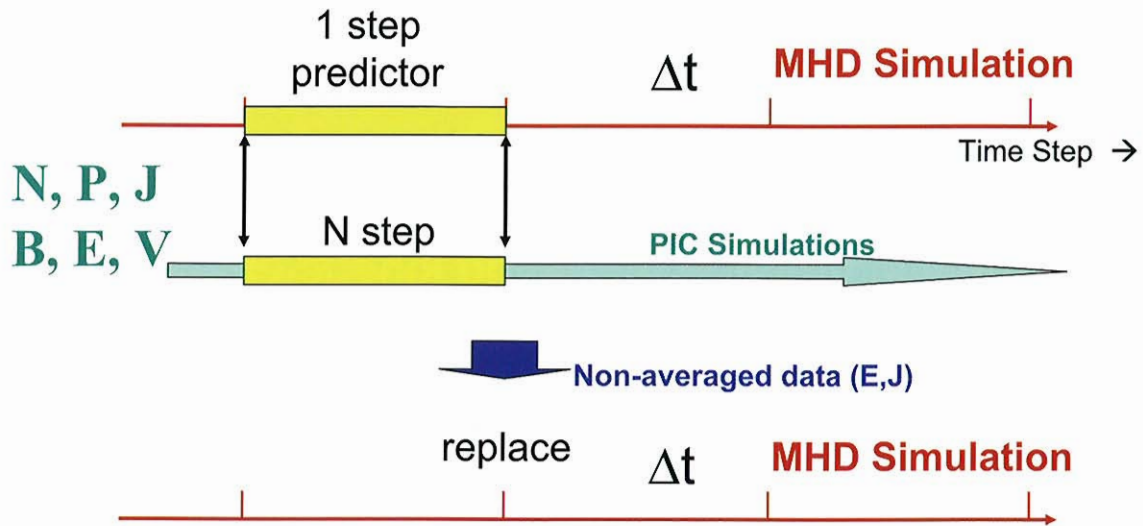 1 step
predictor
Δt
MHD Simulation
Time Step →
N, P, J
B, E, V
N step
PIC Simulations
Non-averaged data (E,J)
replace
Δt
MHD Simulation